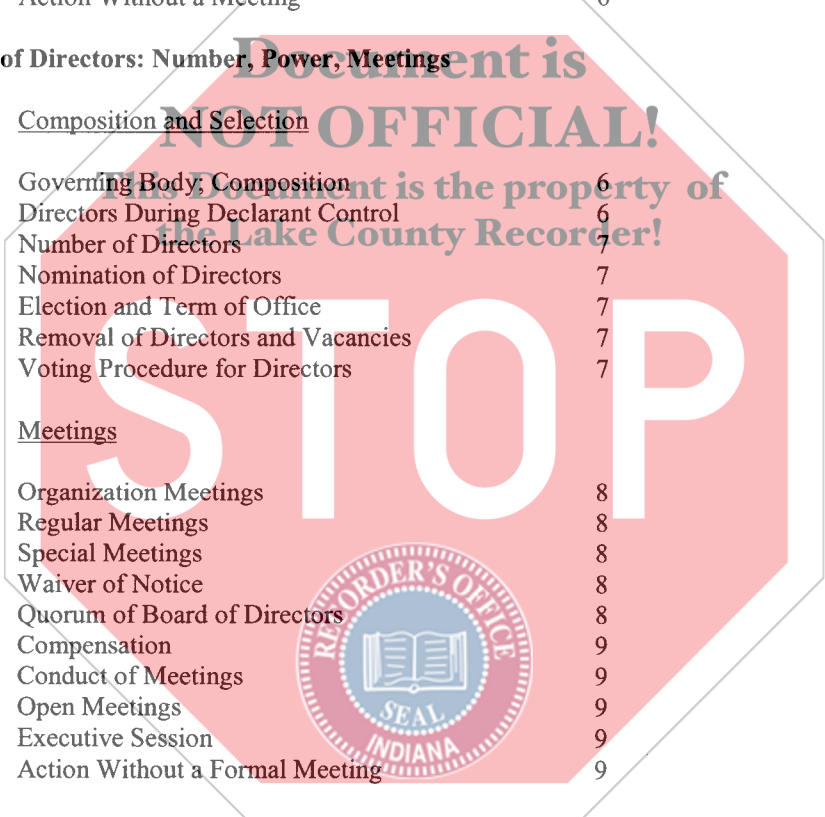 Action Without a Meeting 6
of Directors: Number, Power, Meetings
Document is
NOT OFFICIAL!
This Document is the property of
the Lake County Recorder!
STOP
Composition and Selection
Governing Body; Composition 6
Directors During Declarant Control 6
Number of Directors 7
Nomination of Directors 7
Election and Term of Office 7
Removal of Directors and Vacancies 7
Voting Procedure for Directors 7
Meetings
Organization Meetings 8
Regular Meetings 8
Special Meetings 8
Waiver of Notice 8
Quorum of Board of Directors 8
Compensation 9
Conduct of Meetings 9
Open Meetings 9
Executive Session 9
Action Without a Formal Meeting 9
RECORDER'S OFFICE
SEAL
INDIANA